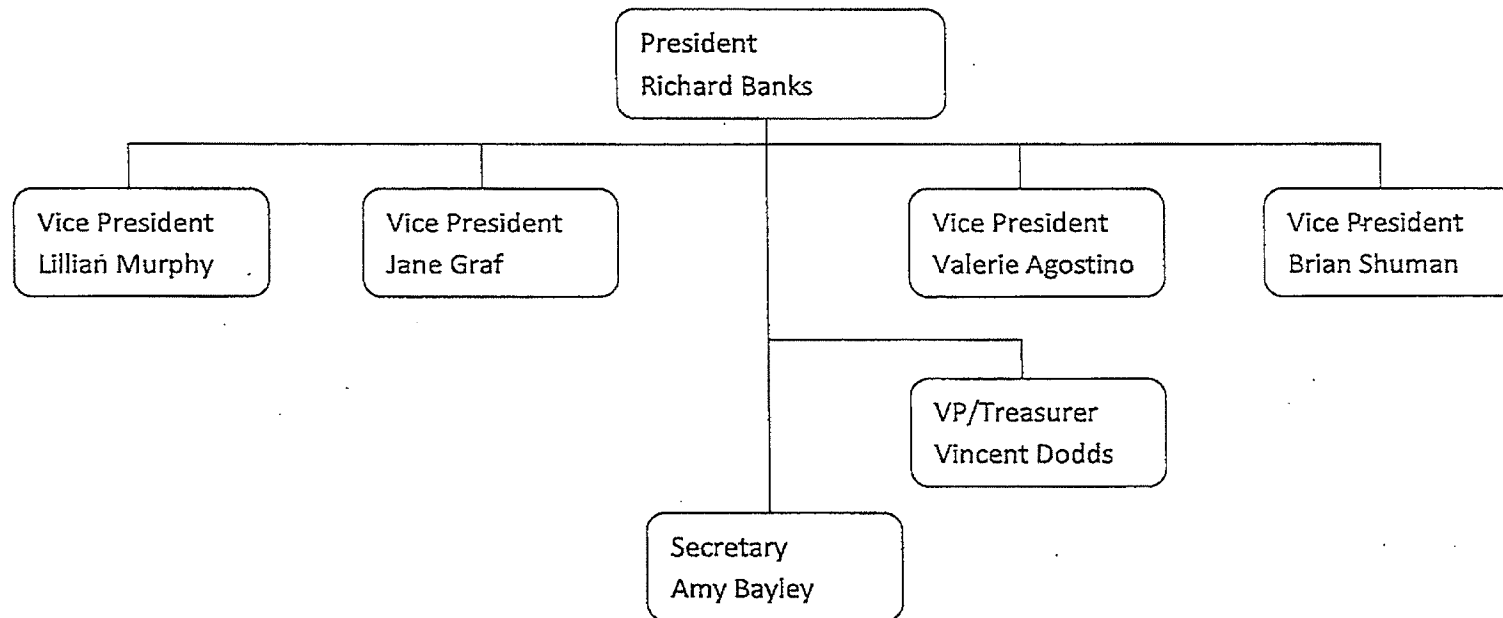 President
Richard Banks
Vice President
Lillian Murphy
Vice President
Jane Graf
Vice President
Valerie Agostino
Vice President
Brian Shuman
VP/Treasurer
Vincent Dodds
Secretary
Amy Bayley